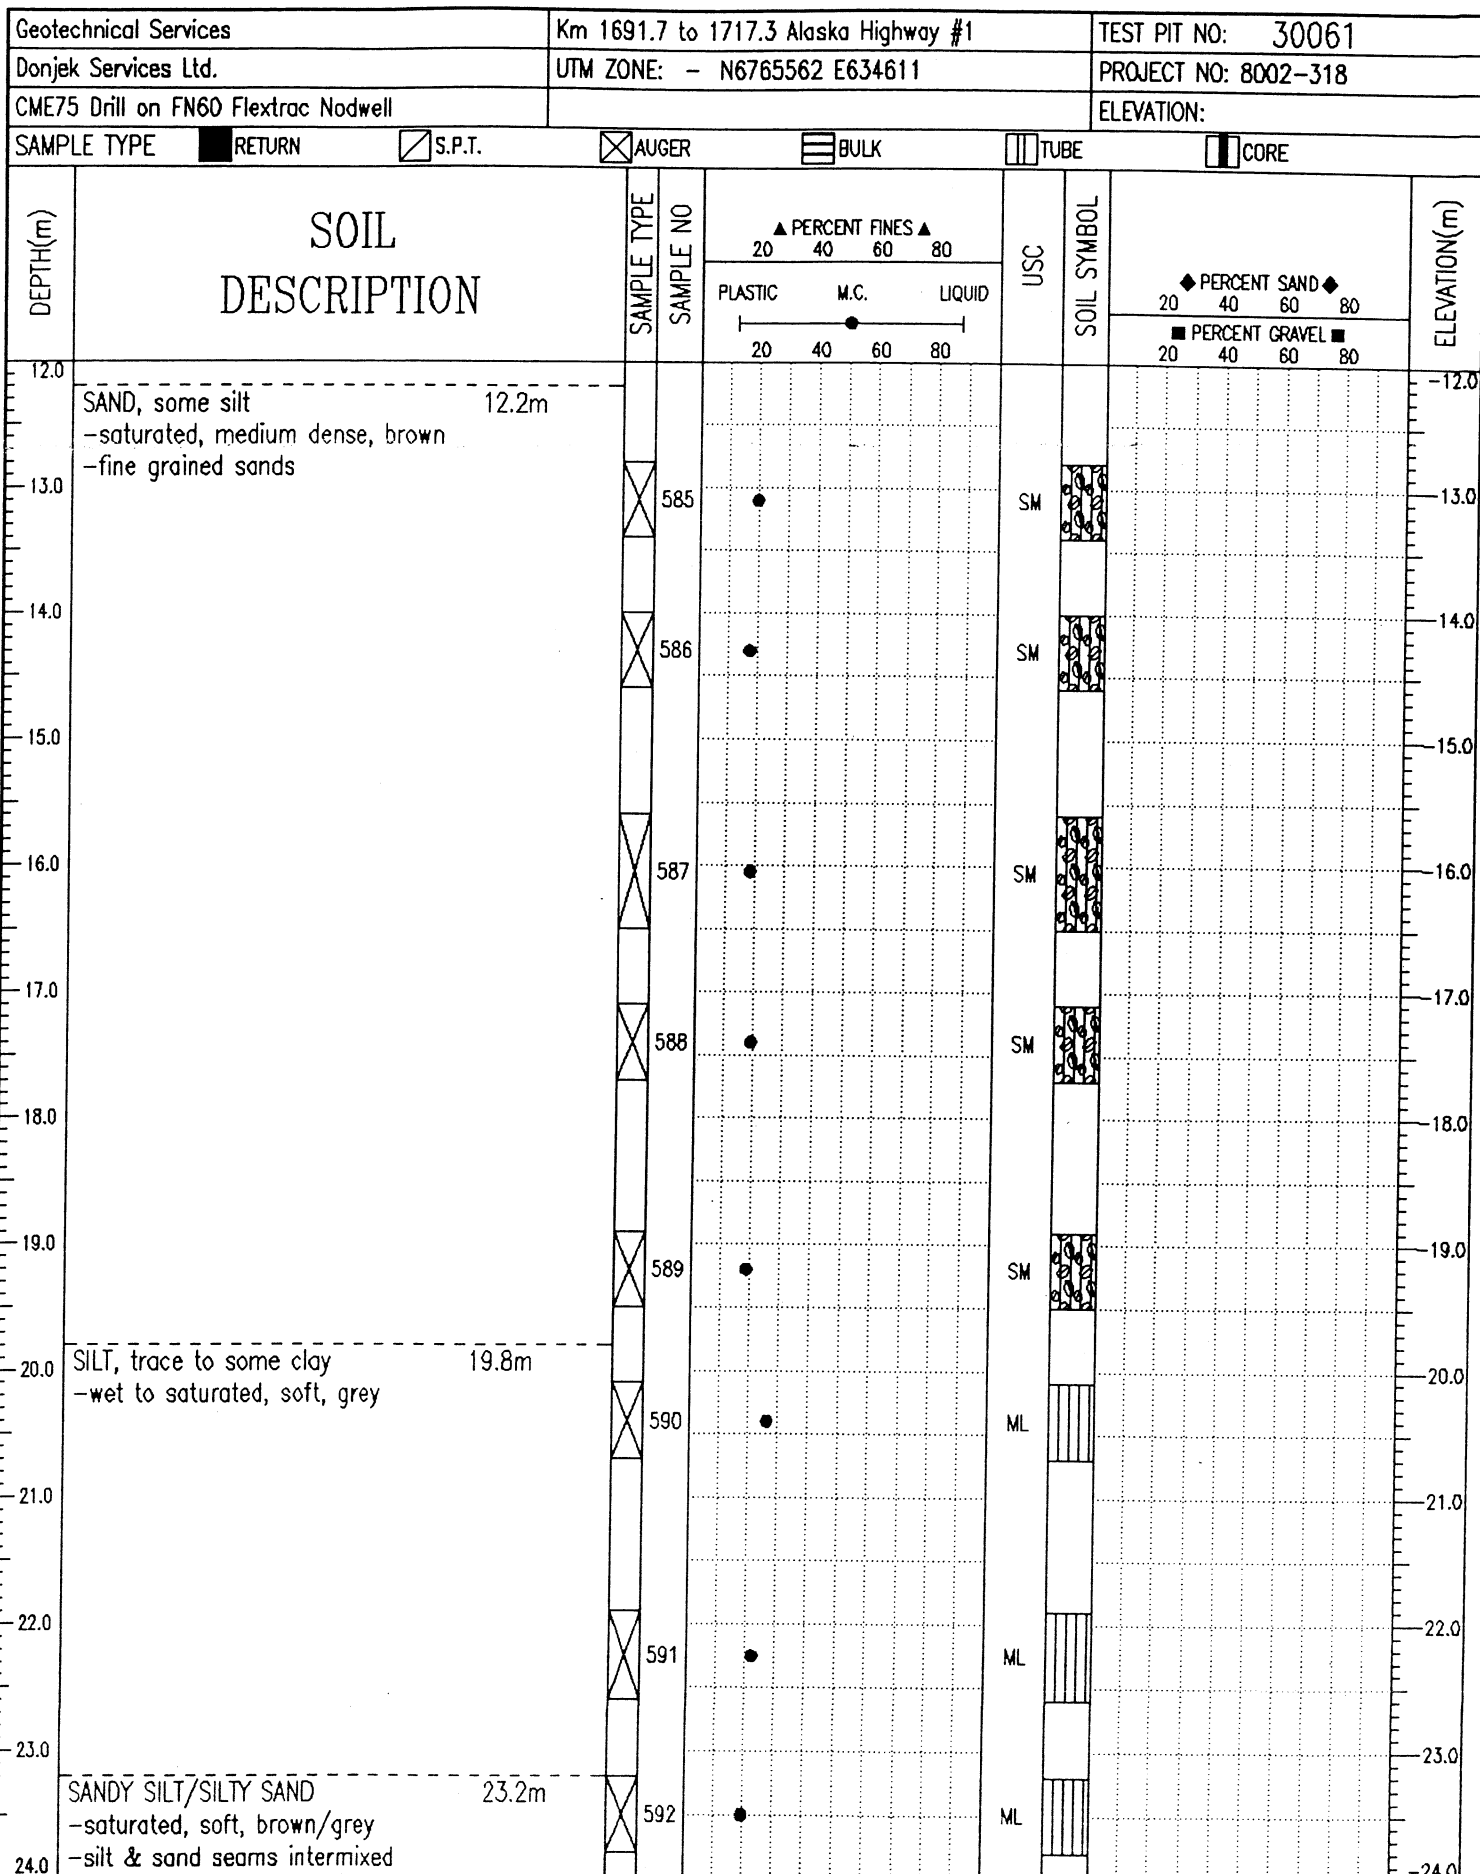 Geotechnical Services
Km 1691.7 to 1717.3 Alaska Highway #1
TEST PIT NO: 30061
Donjek Services Ltd.
UTM ZONE: - N6765562 E634611
PROJECT NO: 8002-318
CME75 Drill on FN60 Flextrac Nodwell
ELEVATION:
SAMPLE TYPE
RETURN
S.P.T.
AUGER
BULK
TUBE
CORE
DEPTH(m)
SOIL
DESCRIPTION
SAMPLE TYPE
SAMPLE NO
▲ PERCENT FINES ▲
20 40 60 80
PLASTIC M.C. LIQUID
20 40 60 80
USC
SOIL SYMBOL
◆ PERCENT SAND ◆
20 40 60 80
■ PERCENT GRAVEL ■
20 40 60 80
ELEVATION(m)
12.0
-12.0
SAND, some silt 12.2m
-saturated, medium dense, brown
-fine grained sands
13.0
585
SM
-13.0
14.0
-14.0
586
SM
15.0
-15.0
16.0
587
SM
-16.0
17.0
-17.0
588
SM
18.0
-18.0
19.0
-19.0
589
SM
SILT, trace to some clay 19.8m
20.0
-20.0
-wet to saturated, soft, grey
590
ML
21.0
-21.0
22.0
-22.0
591
ML
23.0
-23.0
SANDY SILT/SILTY SAND 23.2m
592
ML
-saturated, soft, brown/grey
-silt & sand seams intermixed
24.0
-24.0